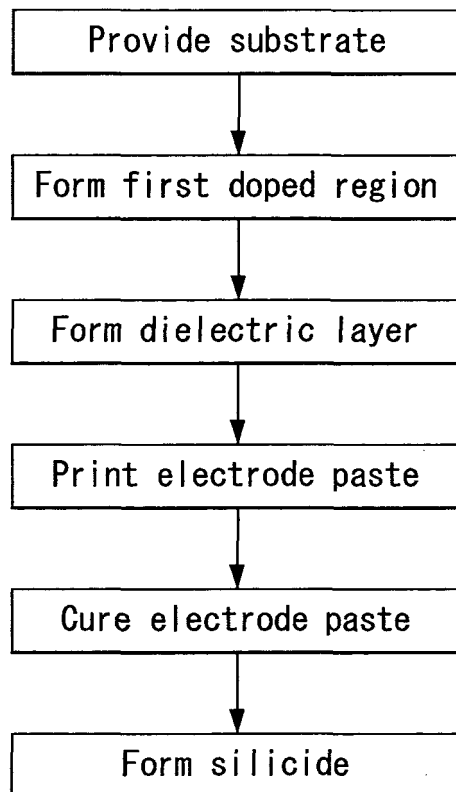 Provide substrate
Form first doped region
Form dielectric layer
Print electrode paste
Cure electrode paste
Form silicide